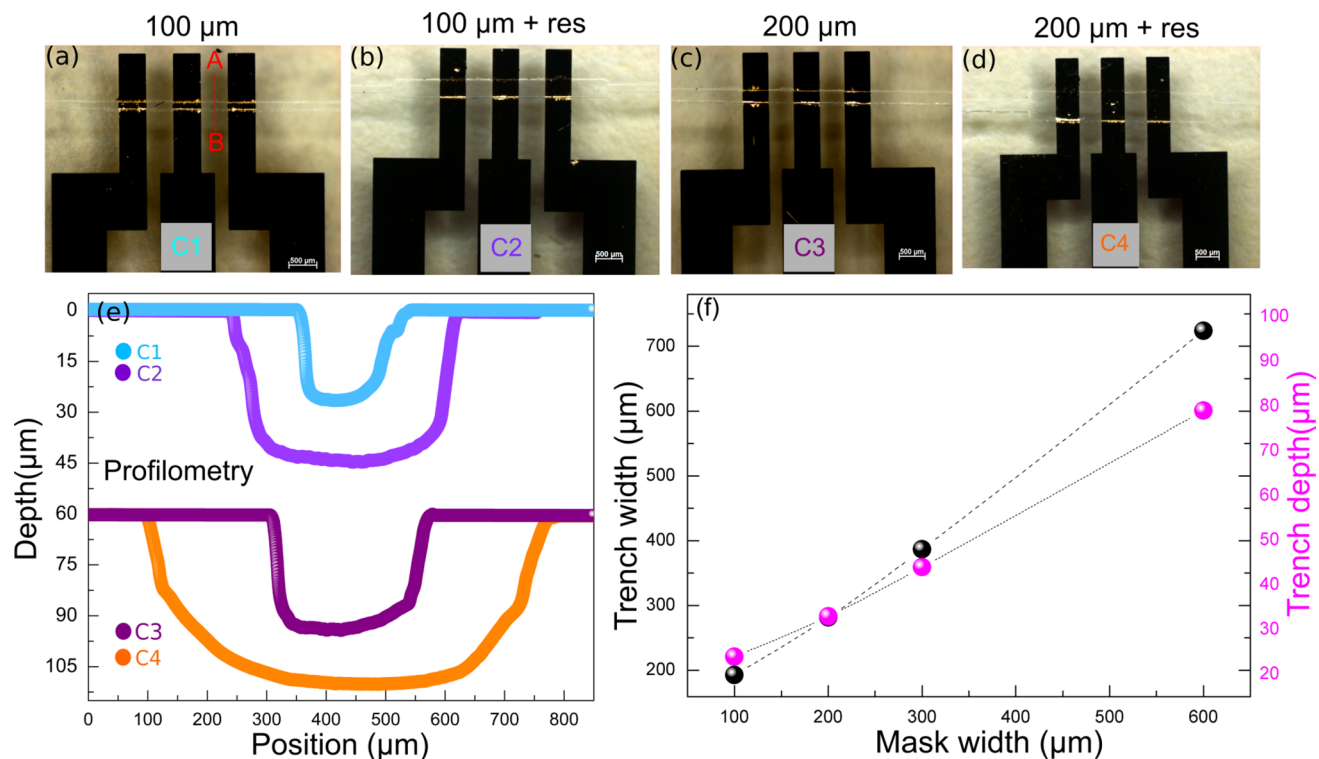 100 µm
100 µm + res
200 µm
200 µm + res
(a)
A
B
C1
500 µm
(b)
C2
500 µm
(c)
C3
500 µm
(d)
C4
500 µm
(e)
C1
C2
Profilometry
C3
C4
0
15
30
45
60
75
90
105
Depth(µm)
0 100 200 300 400 500 600 700 800
Position (µm)
(f)
700
600
500
400
300
200
Trench width (µm)
100
90
80
70
60
50
40
30
20
Trench depth(µm)
100 200 300 400 500 600
Mask width (µm)